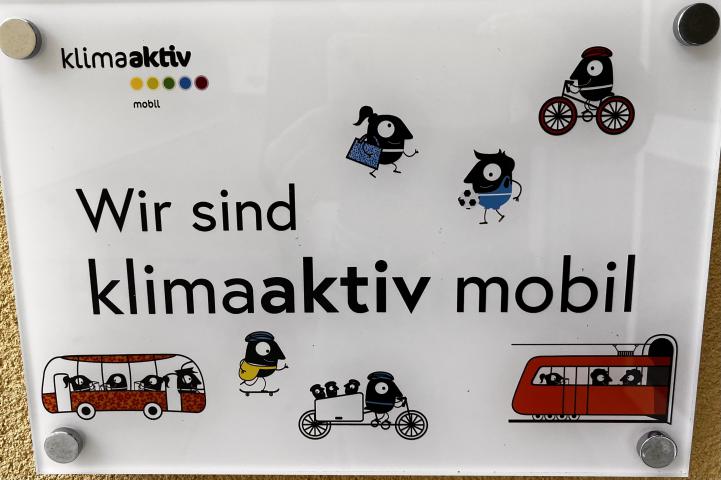 klimaaktiv
mobil
Wir sind
klimaaktiv mobil